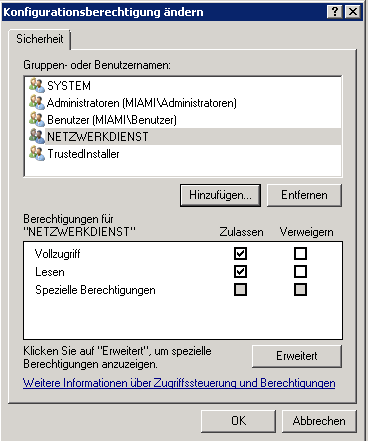 Konfigurationsberechtigung ändern
Sicherheit
Gruppen- oder Benutzernamen:
SYSTEM
Administratoren (MIAMI\Administratoren)
Benutzer (MIAMI\Benutzer)
NETZWERKDIENST
TrustedInstaller
Hinzufügen... Entfernen
Berechtigungen für
"NETZWERKDIENST" Zulassen Verweigern
Vollzugriff
Lesen
Spezielle Berechtigungen
Klicken Sie auf "Erweitert", um spezielle
Berechtigungen anzuzeigen.
Erweitert
Weitere Informationen über Zugriffssteuerung und Berechtigungen
OK Abbrechen